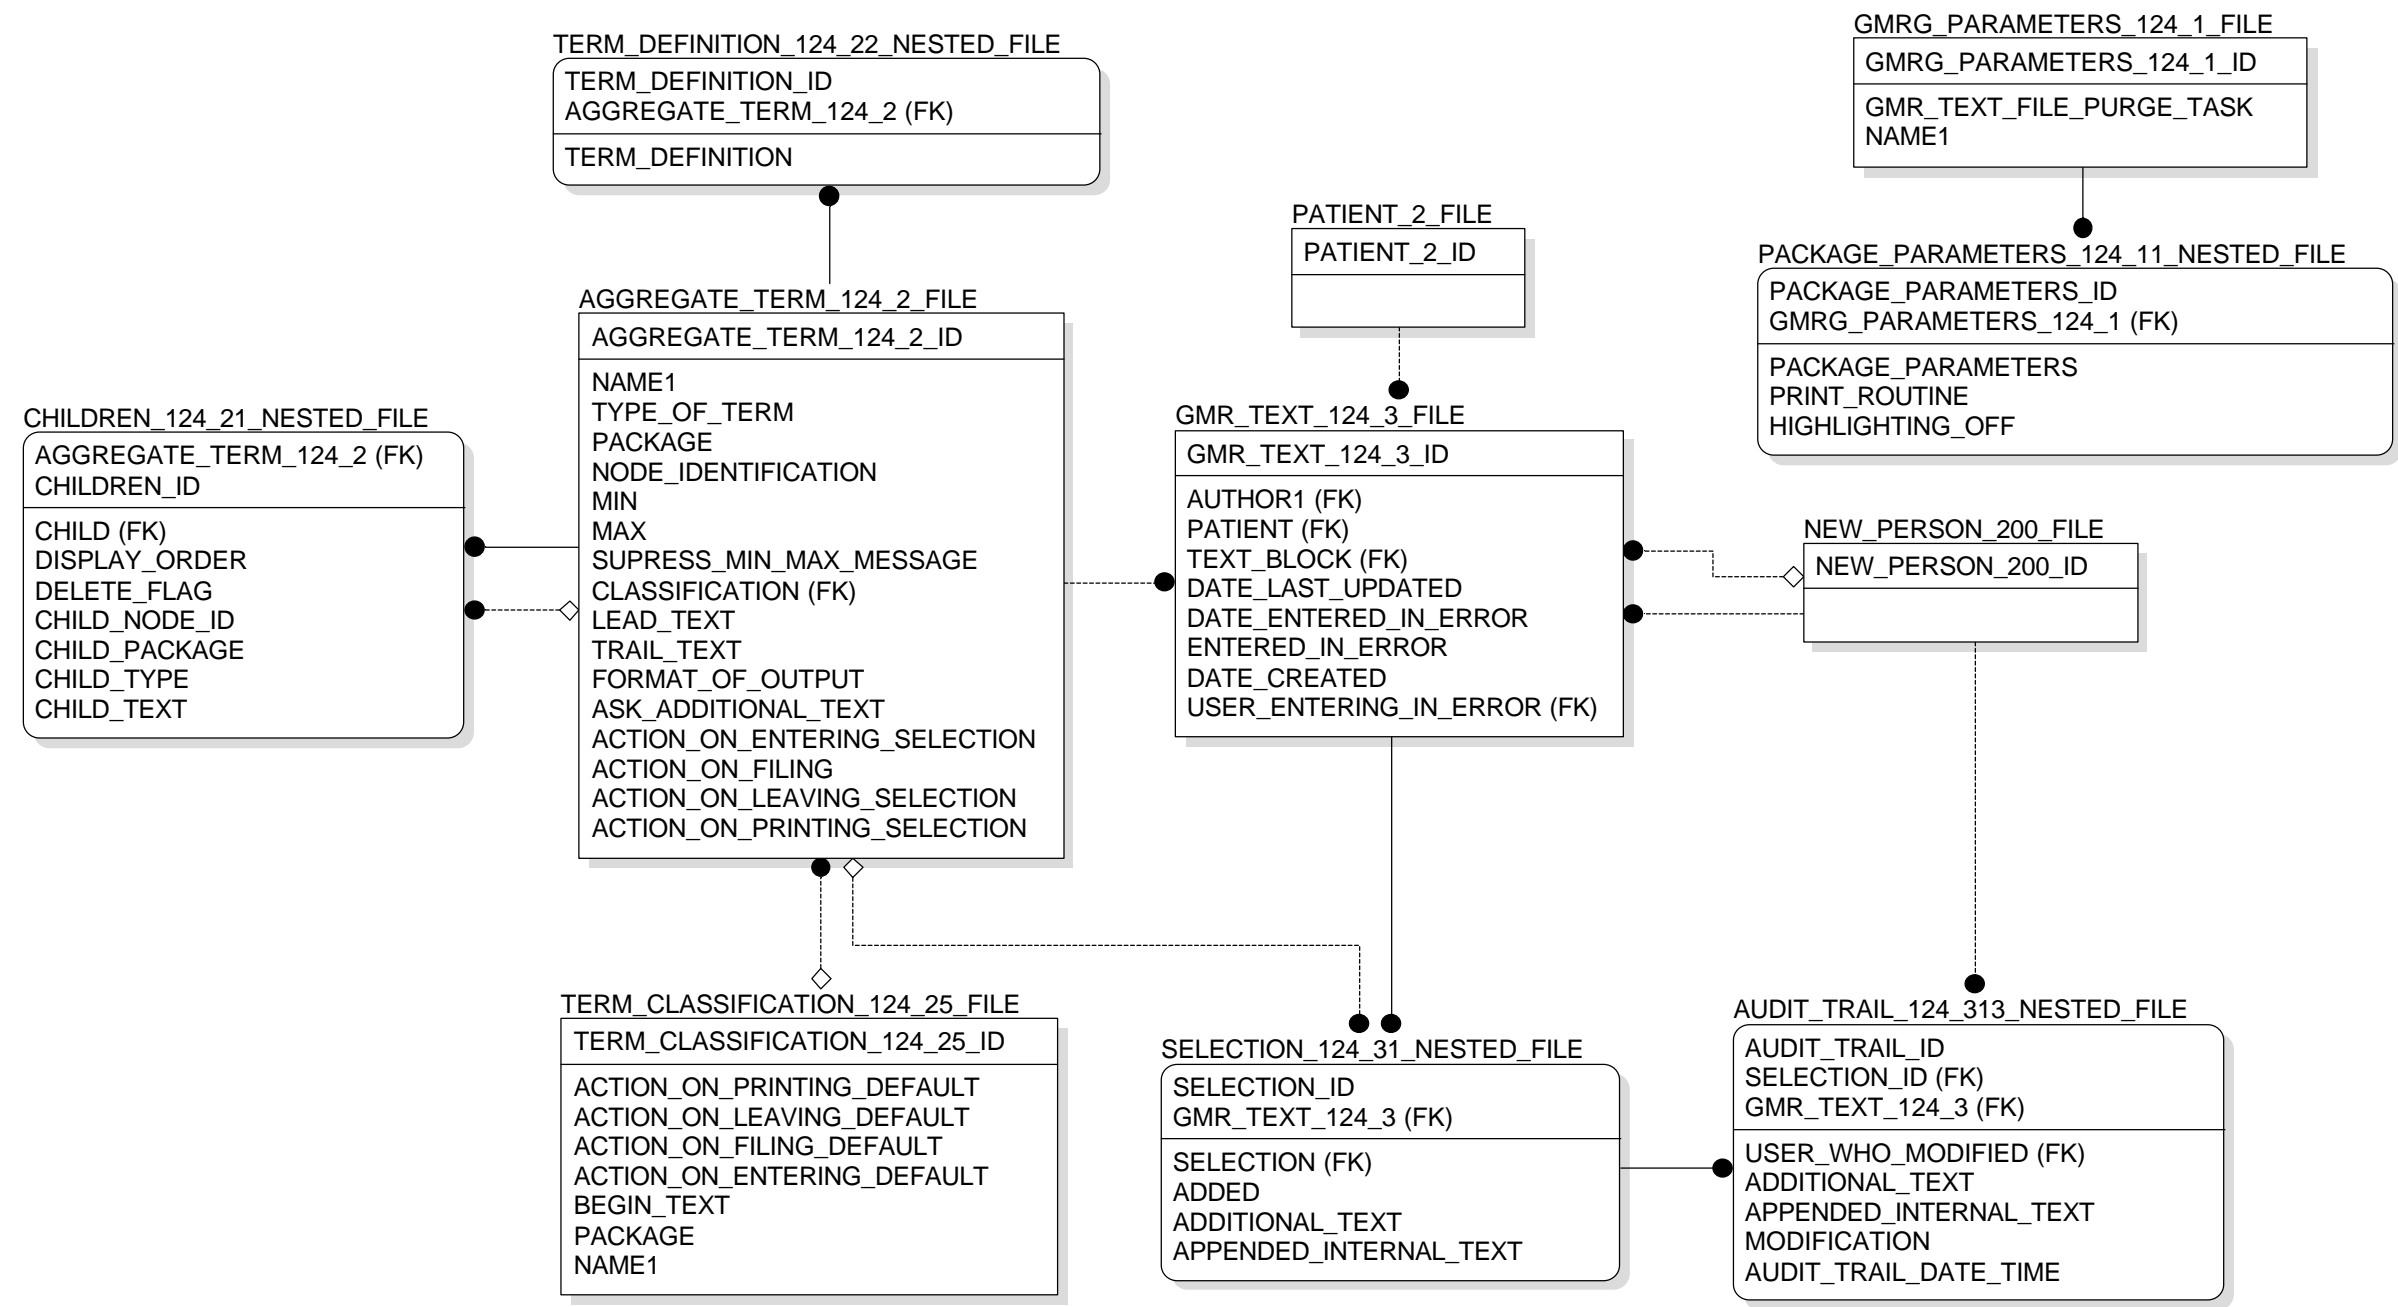 TERM_DEFINITION_124_22_NESTED_FILE
TERM_DEFINITION_ID
AGGREGATE_TERM_124_2 (FK)
TERM_DEFINITION
GMRG_PARAMETERS_124_1_FILE
GMRG_PARAMETERS_124_1_ID
GMR_TEXT_FILE_PURGE_TASK
NAME1
PATIENT_2_FILE
PATIENT_2_ID
PACKAGE_PARAMETERS_124_11_NESTED_FILE
PACKAGE_PARAMETERS_ID
GMRG_PARAMETERS_124_1 (FK)
PACKAGE_PARAMETERS
PRINT_ROUTINE
HIGHLIGHTING_OFF
AGGREGATE_TERM_124_2_FILE
AGGREGATE_TERM_124_2_ID
NAME1
TYPE_OF_TERM
PACKAGE
NODE_IDENTIFICATION
MIN
MAX
SUPRESS_MIN_MAX_MESSAGE
CLASSIFICATION (FK)
LEAD_TEXT
TRAIL_TEXT
FORMAT_OF_OUTPUT
ASK_ADDITIONAL_TEXT
ACTION_ON_ENTERING_SELECTION
ACTION_ON_FILING
ACTION_ON_LEAVING_SELECTION
ACTION_ON_PRINTING_SELECTION
CHILDREN_124_21_NESTED_FILE
AGGREGATE_TERM_124_2 (FK)
CHILDREN_ID
CHILD (FK)
DISPLAY_ORDER
DELETE_FLAG
CHILD_NODE_ID
CHILD_PACKAGE
CHILD_TYPE
CHILD_TEXT
GMR_TEXT_124_3_FILE
GMR_TEXT_124_3_ID
AUTHOR1 (FK)
PATIENT (FK)
TEXT_BLOCK (FK)
DATE_LAST_UPDATED
DATE_ENTERED_IN_ERROR
ENTERED_IN_ERROR
DATE_CREATED
USER_ENTERING_IN_ERROR (FK)
NEW_PERSON_200_FILE
NEW_PERSON_200_ID
TERM_CLASSIFICATION_124_25_FILE
TERM_CLASSIFICATION_124_25_ID
ACTION_ON_PRINTING_DEFAULT
ACTION_ON_LEAVING_DEFAULT
ACTION_ON_FILING_DEFAULT
ACTION_ON_ENTERING_DEFAULT
BEGIN_TEXT
PACKAGE
NAME1
SELECTION_124_31_NESTED_FILE
SELECTION_ID
GMR_TEXT_124_3 (FK)
SELECTION (FK)
ADDED
ADDITIONAL_TEXT
APPENDED_INTERNAL_TEXT
AUDIT_TRAIL_124_313_NESTED_FILE
AUDIT_TRAIL_ID
SELECTION_ID (FK)
GMR_TEXT_124_3 (FK)
USER_WHO_MODIFIED (FK)
ADDITIONAL_TEXT
APPENDED_INTERNAL_TEXT
MODIFICATION
AUDIT_TRAIL_DATE_TIME